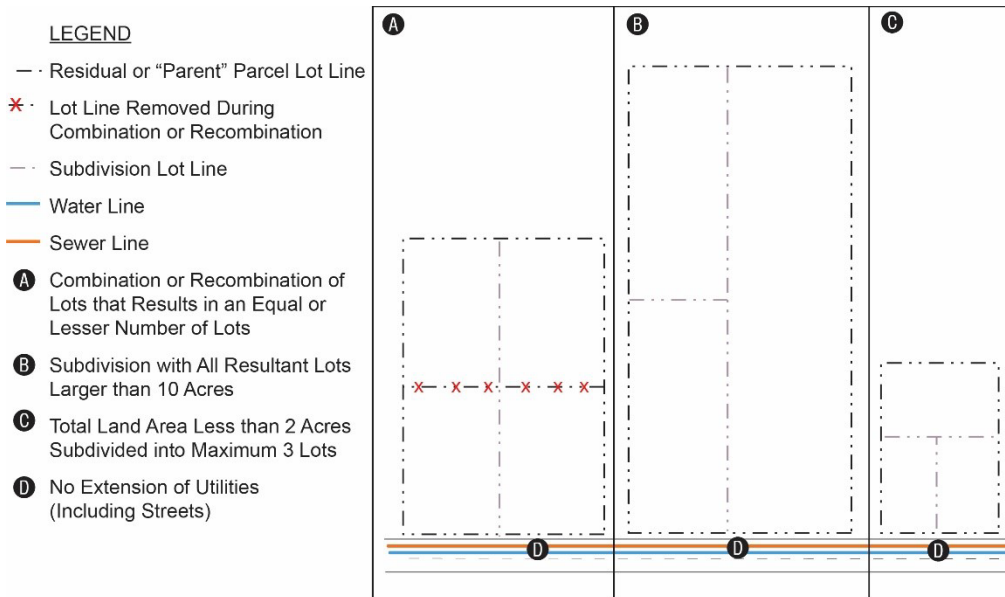 LEGEND
Residual or “Parent” Parcel Lot Line
Lot Line Removed During
Combination or Recombination
Subdivision Lot Line
Water Line
Sewer Line
A Combination or Recombination of
Lots that Results in an Equal or
Lesser Number of Lots
B Subdivision with All Resultant Lots
Larger than 10 Acres
C Total Land Area Less than 2 Acres
Subdivided into Maximum 3 Lots
D No Extension of Utilities
(Including Streets)
A
X X X X X X
D
B
D
C
D